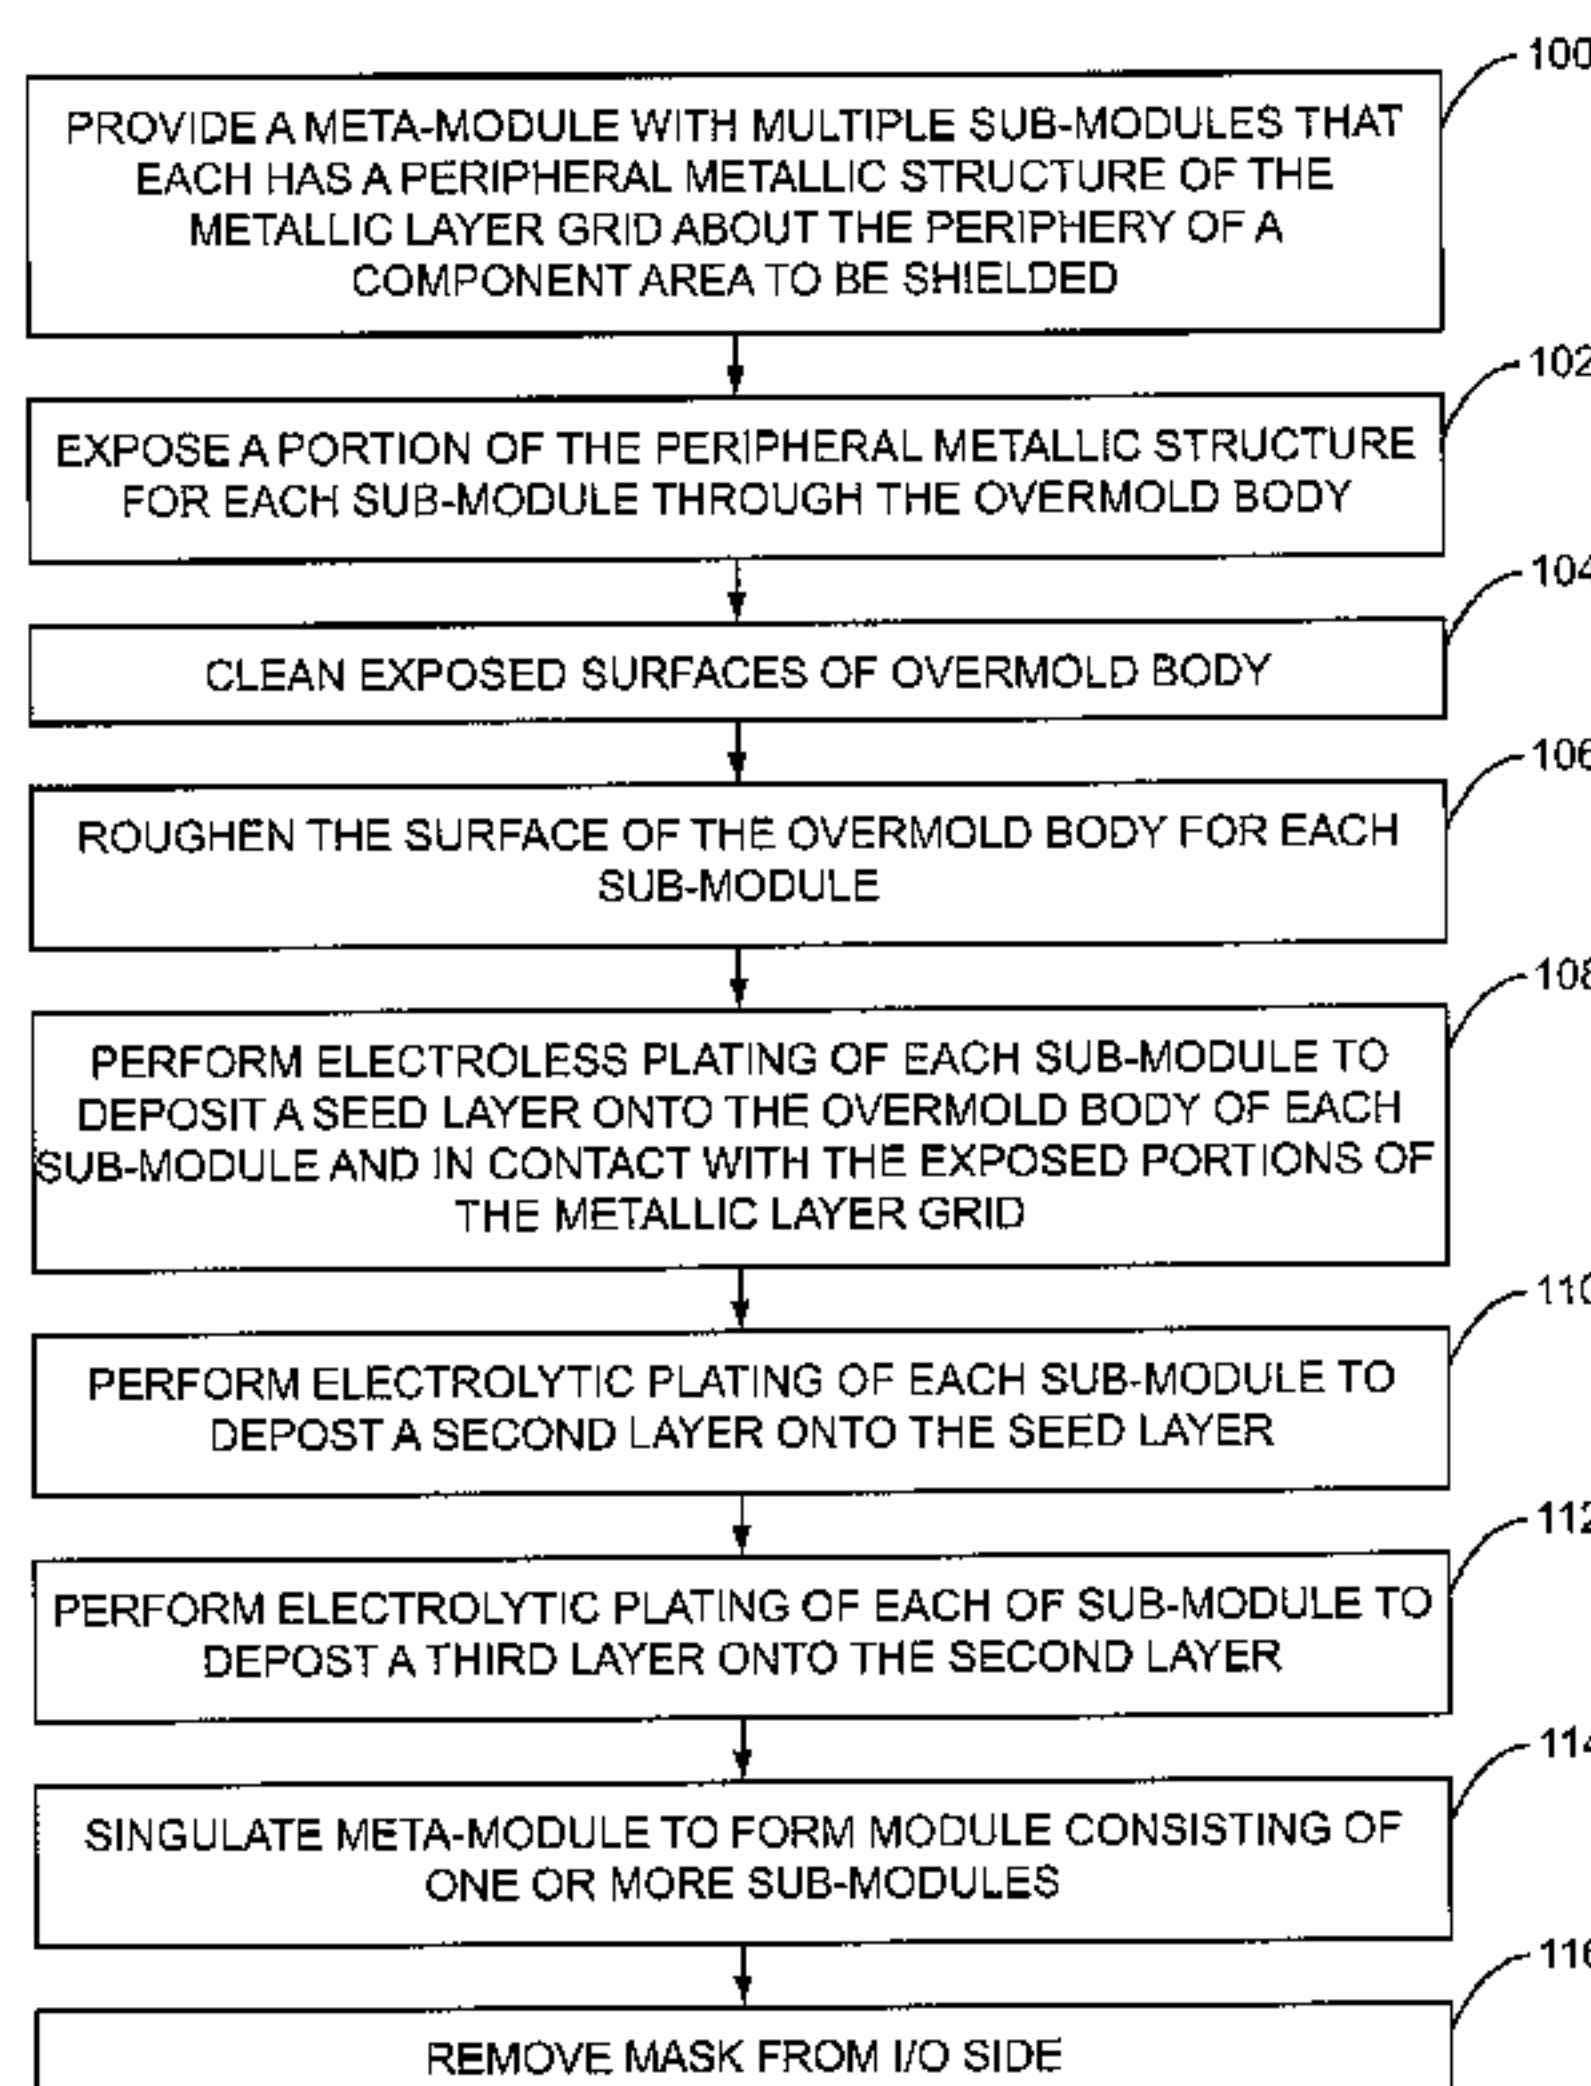 100
PROVIDE A META-MODULE WITH MULTIPLE SUB-MODULES THAT
EACH HAS A PERIPHERAL METALLIC STRUCTURE OF THE
METALLIC LAYER GRID ABOUT THE PERIPHERY OF A
COMPONENT AREA TO BE SHIELDED
102
EXPOSE A PORTION OF THE PERIPHERAL METALLIC STRUCTURE
FOR EACH SUB-MODULE THROUGH THE OVERMOLD BODY
104
CLEAN EXPOSED SURFACES OF OVERMOLD BODY
106
ROUGHEN THE SURFACE OF THE OVERMOLD BODY FOR EACH
SUB-MODULE
108
PERFORM ELECTROLESS PLATING OF EACH SUB-MODULE TO
DEPOSIT A SEED LAYER ONTO THE OVERMOLD BODY OF EACH
SUB-MODULE AND IN CONTACT WITH THE EXPOSED PORTIONS OF
THE METALLIC LAYER GRID
110
PERFORM ELECTROLYTIC PLATING OF EACH SUB-MODULE TO
DEPOST A SECOND LAYER ONTO THE SEED LAYER
112
PERFORM ELECTROLYTIC PLATING OF EACH OF SUB-MODULE TO
DEPOST A THIRD LAYER ONTO THE SECOND LAYER
114
SINGULATE META-MODULE TO FORM MODULE CONSISTING OF
ONE OR MORE SUB-MODULES
116
REMOVE MASK FROM I/O SIDE